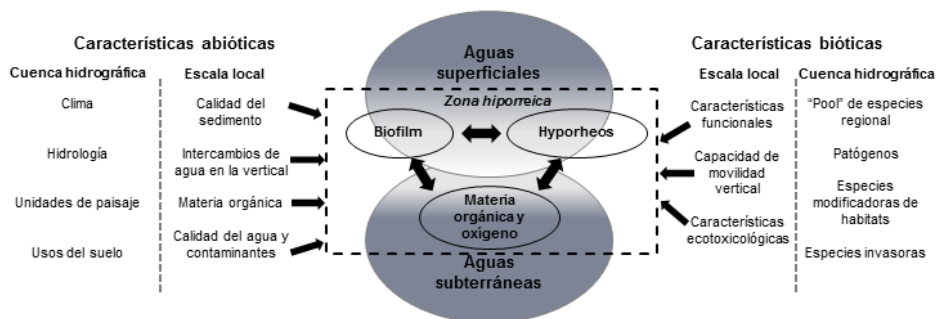 Características abióticas
Cuenca hidrográfica
Clima
Hidrología
Unidades de paisaje
Usos del suelo
Escala local
Calidad del
sedimento
Intercambios de
agua en la vertical
Materia orgánica
Calidad del agua y
contaminantes
Aguas
superficiales
Zona hiporreica
Biofilm
Hyporheos
Materia
orgánica y
oxígeno
Aguas
subterráneas
Características bióticas
Escala local
Características
funcionales
Capacidad de
movilidad
vertical
Características
ecotoxicológicas
Cuenca hidrográfica
“Pool” de especies
regional
Patógenos
Especies
modificadoras de
habitats
Especies invasoras